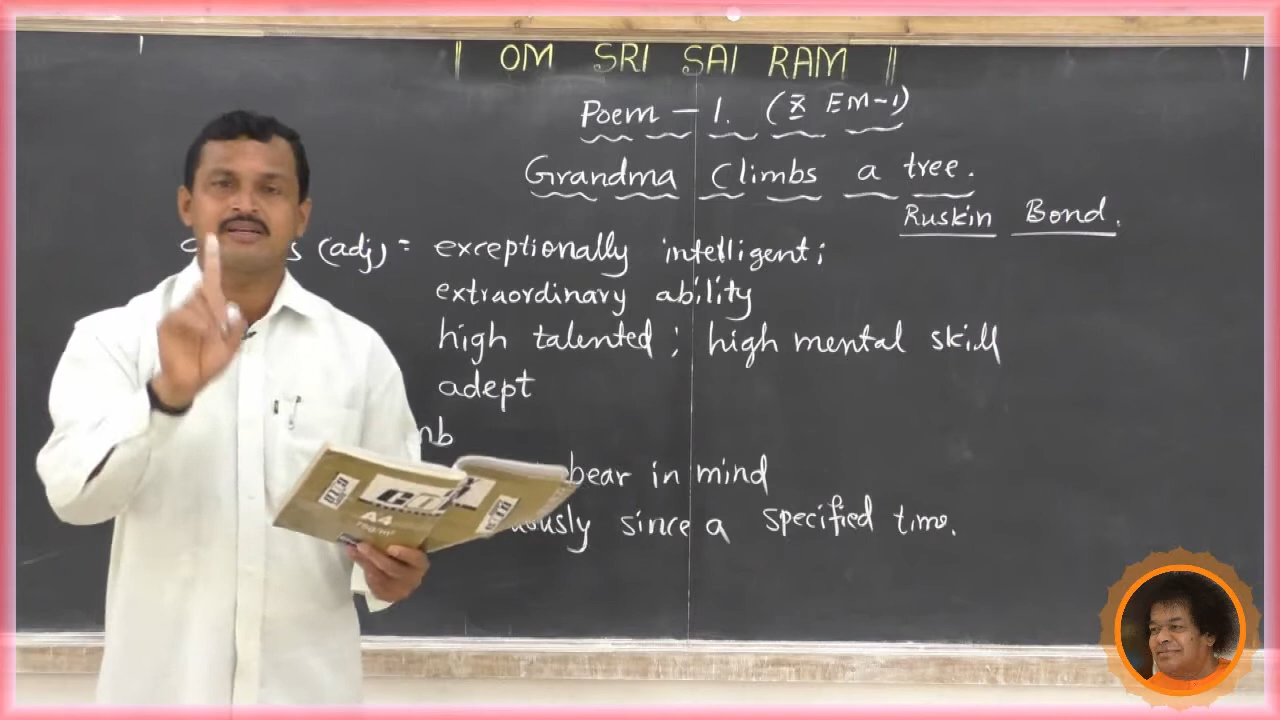 || OM SRI SAI RAM ||
Poem - 1. (X EM-1)
Grandma Climbs a tree.
Ruskin Bond.
(adj) = exceptionally intelligent;
extraordinary ability
high talented; high mental skill
adept
bear in mind
since a specified time.
A4